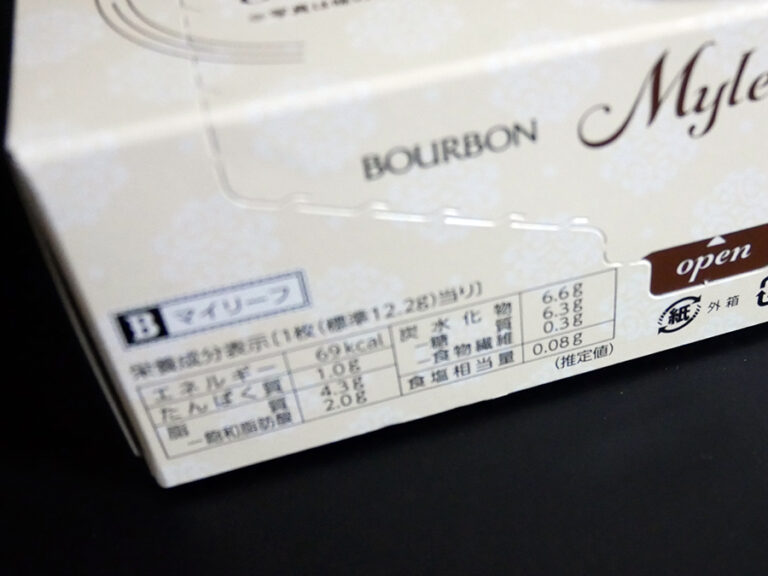 BOURBON
Myle
open
紙 外箱
B マイリーフ
栄養成分表示〔1枚(標準12.2g)当り〕
エネルギー 69kcal
たんぱく質 1.0g
脂質 4.3g
－飽和脂肪酸 2.0g
炭水化物 6.6g
－糖質 6.3g
－食物繊維 0.3g
食塩相当量 0.08g
(推定値)